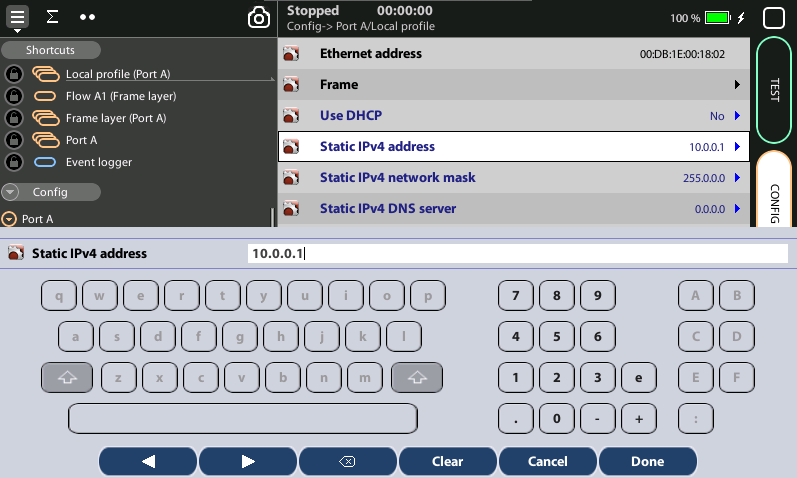 Stopped 00:00:00
Config-> Port A/Local profile
100 %
Shortcuts
Local profile (Port A)
Flow A1 (Frame layer)
Frame layer (Port A)
Port A
Event logger
Config
Port A
Ethernet address 00:DB:1E:00:18:02
Frame
Use DHCP No
Static IPv4 address 10.0.0.1
Static IPv4 network mask 255.0.0.0
Static IPv4 DNS server 0.0.0.0
TEST
CONFIG
Static IPv4 address 10.0.0.1
q w e r t y u i o p 7 8 9 A B
a s d f g h j k l 4 5 6 C D
z x c v b n m 1 2 3 e E F
. 0 - + :
Clear Cancel Done